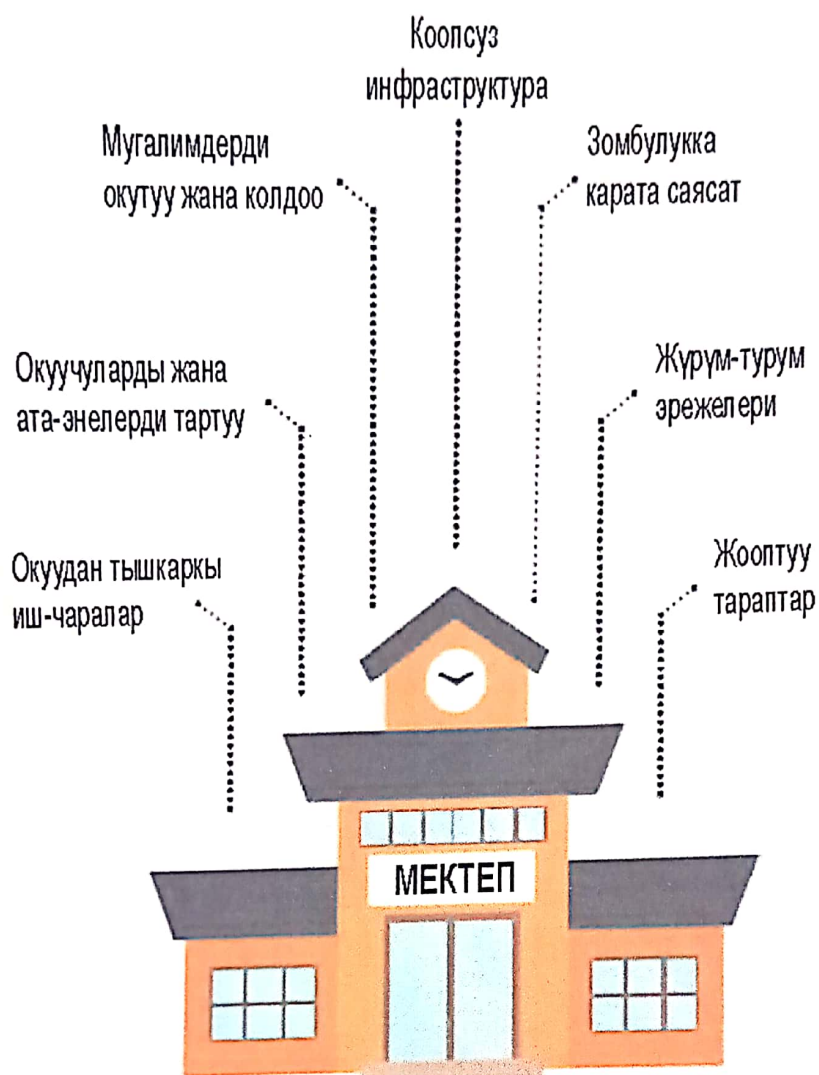 Коопсуз
инфраструктура
Мугалимдерди
окутуу жана колдоо
Зомбулукка
карата саясат
Окуучуларды жана
ата-энелерди тартуу
Жүрүм-турум
эрежелери
Окуудан тышкаркы
иш-чаралар
Жооптуу
тараптар
МЕКТЕП